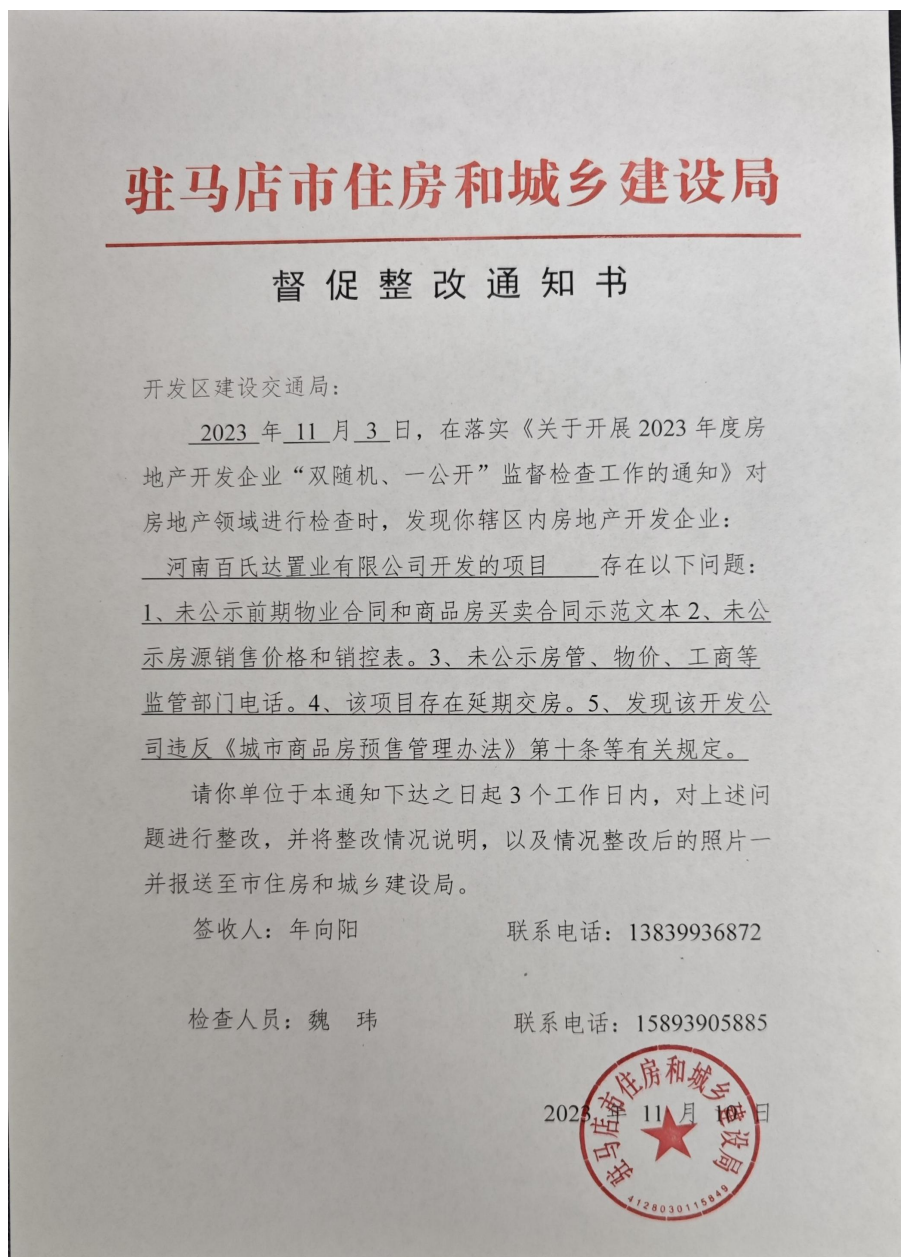 驻马店市住房和城乡建设局
督促整改通知书
开发区建设交通局：
2023 年 11 月 3 日，在落实《关于开展 2023 年度房
地产开发企业“双随机、一公开”监督检查工作的通知》对
房地产领域进行检查时，发现你辖区内房地产开发企业：
河南百氏达置业有限公司开发的项目 存在以下问题：
1、未公示前期物业合同和商品房买卖合同示范文本 2、未公
示房源销售价格和销控表。3、未公示房管、物价、工商等
监管部门电话。4、该项目存在延期交房。5、发现该开发公
司违反《城市商品房预售管理办法》第十条等有关规定。
请你单位于本通知下达之日起 3 个工作日内，对上述问
题进行整改，并将整改情况说明，以及情况整改后的照片一
并报送至市住房和城乡建设局。
签收人：年向阳 联系电话：13839936872
检查人员：魏 玮 联系电话：15893905885
2023 年 11 月 10 日
驻马店市住房和城乡建设局
4128030115849